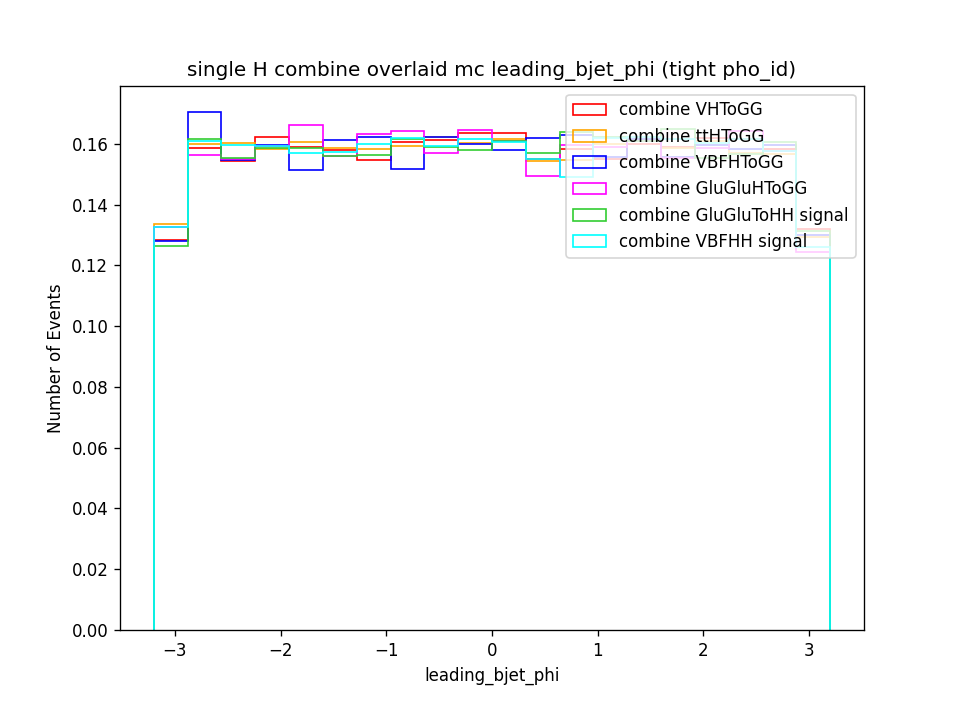 single H combine overlaid mc leading_bjet_phi (tight pho_id)
combine VHToGG
combine ttHToGG
combine VBFHToGG
combine GluGluHToGG
combine GluGluToHH signal
combine VBFHH signal
Number of Events
0.16
0.14
0.12
0.10
0.08
0.06
0.04
0.02
0.00
−3
−2
−1
0
1
2
3
leading_bjet_phi